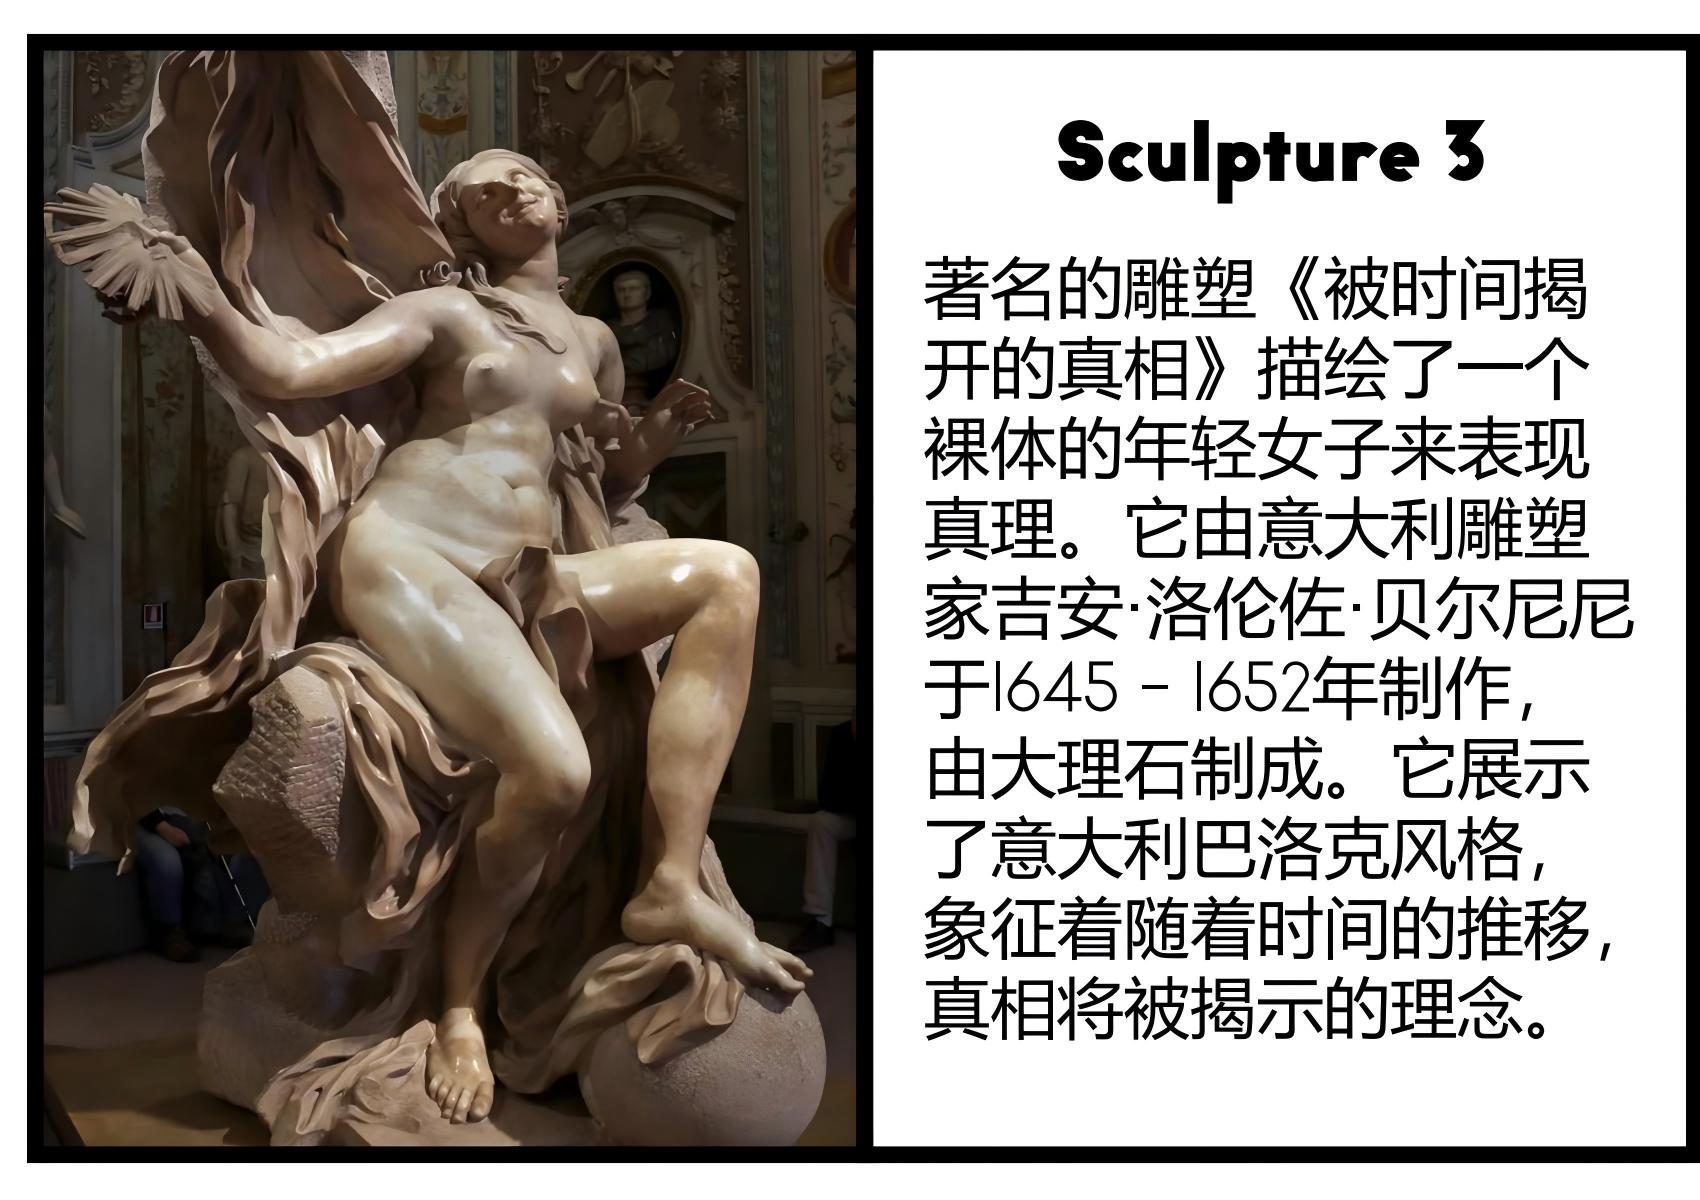 Sculpture 3
著名的雕塑《被时间揭
开的真相》描绘了一个
裸体的年轻女子来表现
真理。它由意大利雕塑
家吉安·洛伦佐·贝尔尼尼
于1645 - 1652年制作，
由大理石制成。它展示
了意大利巴洛克风格，
象征着随着时间的推移，
真相将被揭示的理念。